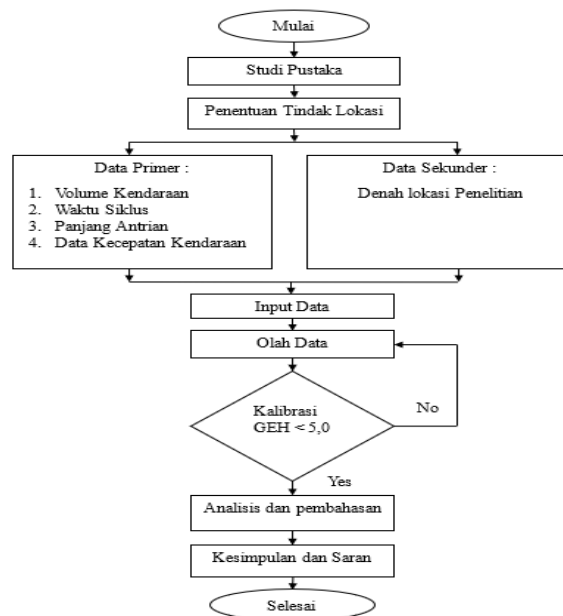 Mulai
Studi Pustaka
Penentuan Tindak Lokasi
Data Primer :
1. Volume Kendaraan
2. Waktu Siklus
3. Panjang Antrian
4. Data Kecepatan Kendaraan
Data Sekunder :
Denah lokasi Penelitian
Input Data
Olah Data
Kalibrasi
GEH < 5,0
No
Yes
Analisis dan pembahasan
Kesimpulan dan Saran
Selesai